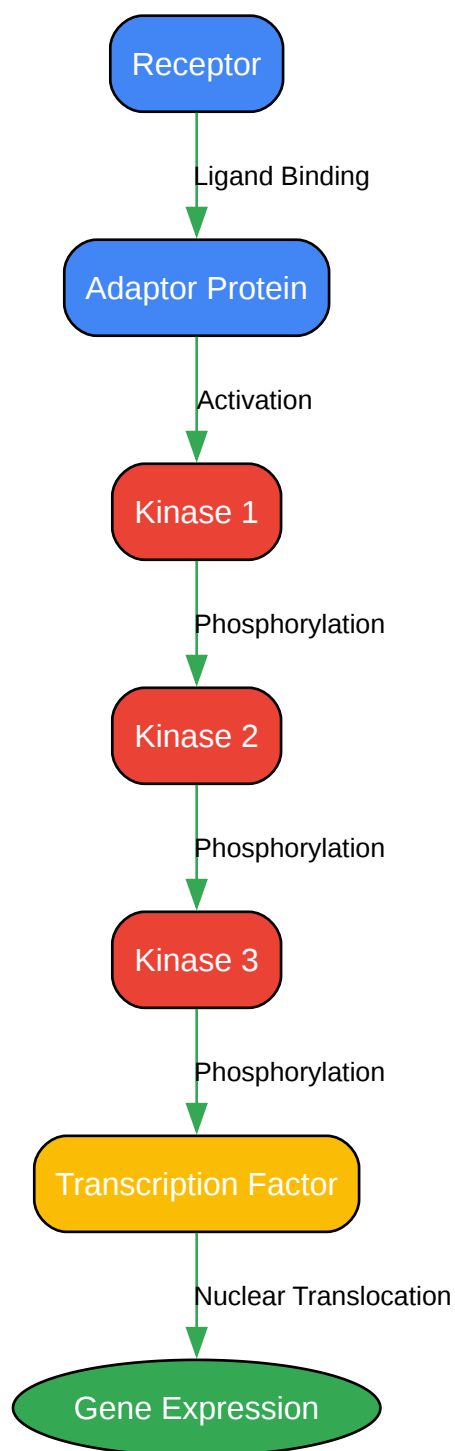 Receptor
Ligand Binding
Adaptor Protein
Activation
Kinase 1
Phosphorylation
Kinase 2
Phosphorylation
Kinase 3
Phosphorylation
Transcription Factor
Nuclear Translocation
Gene Expression